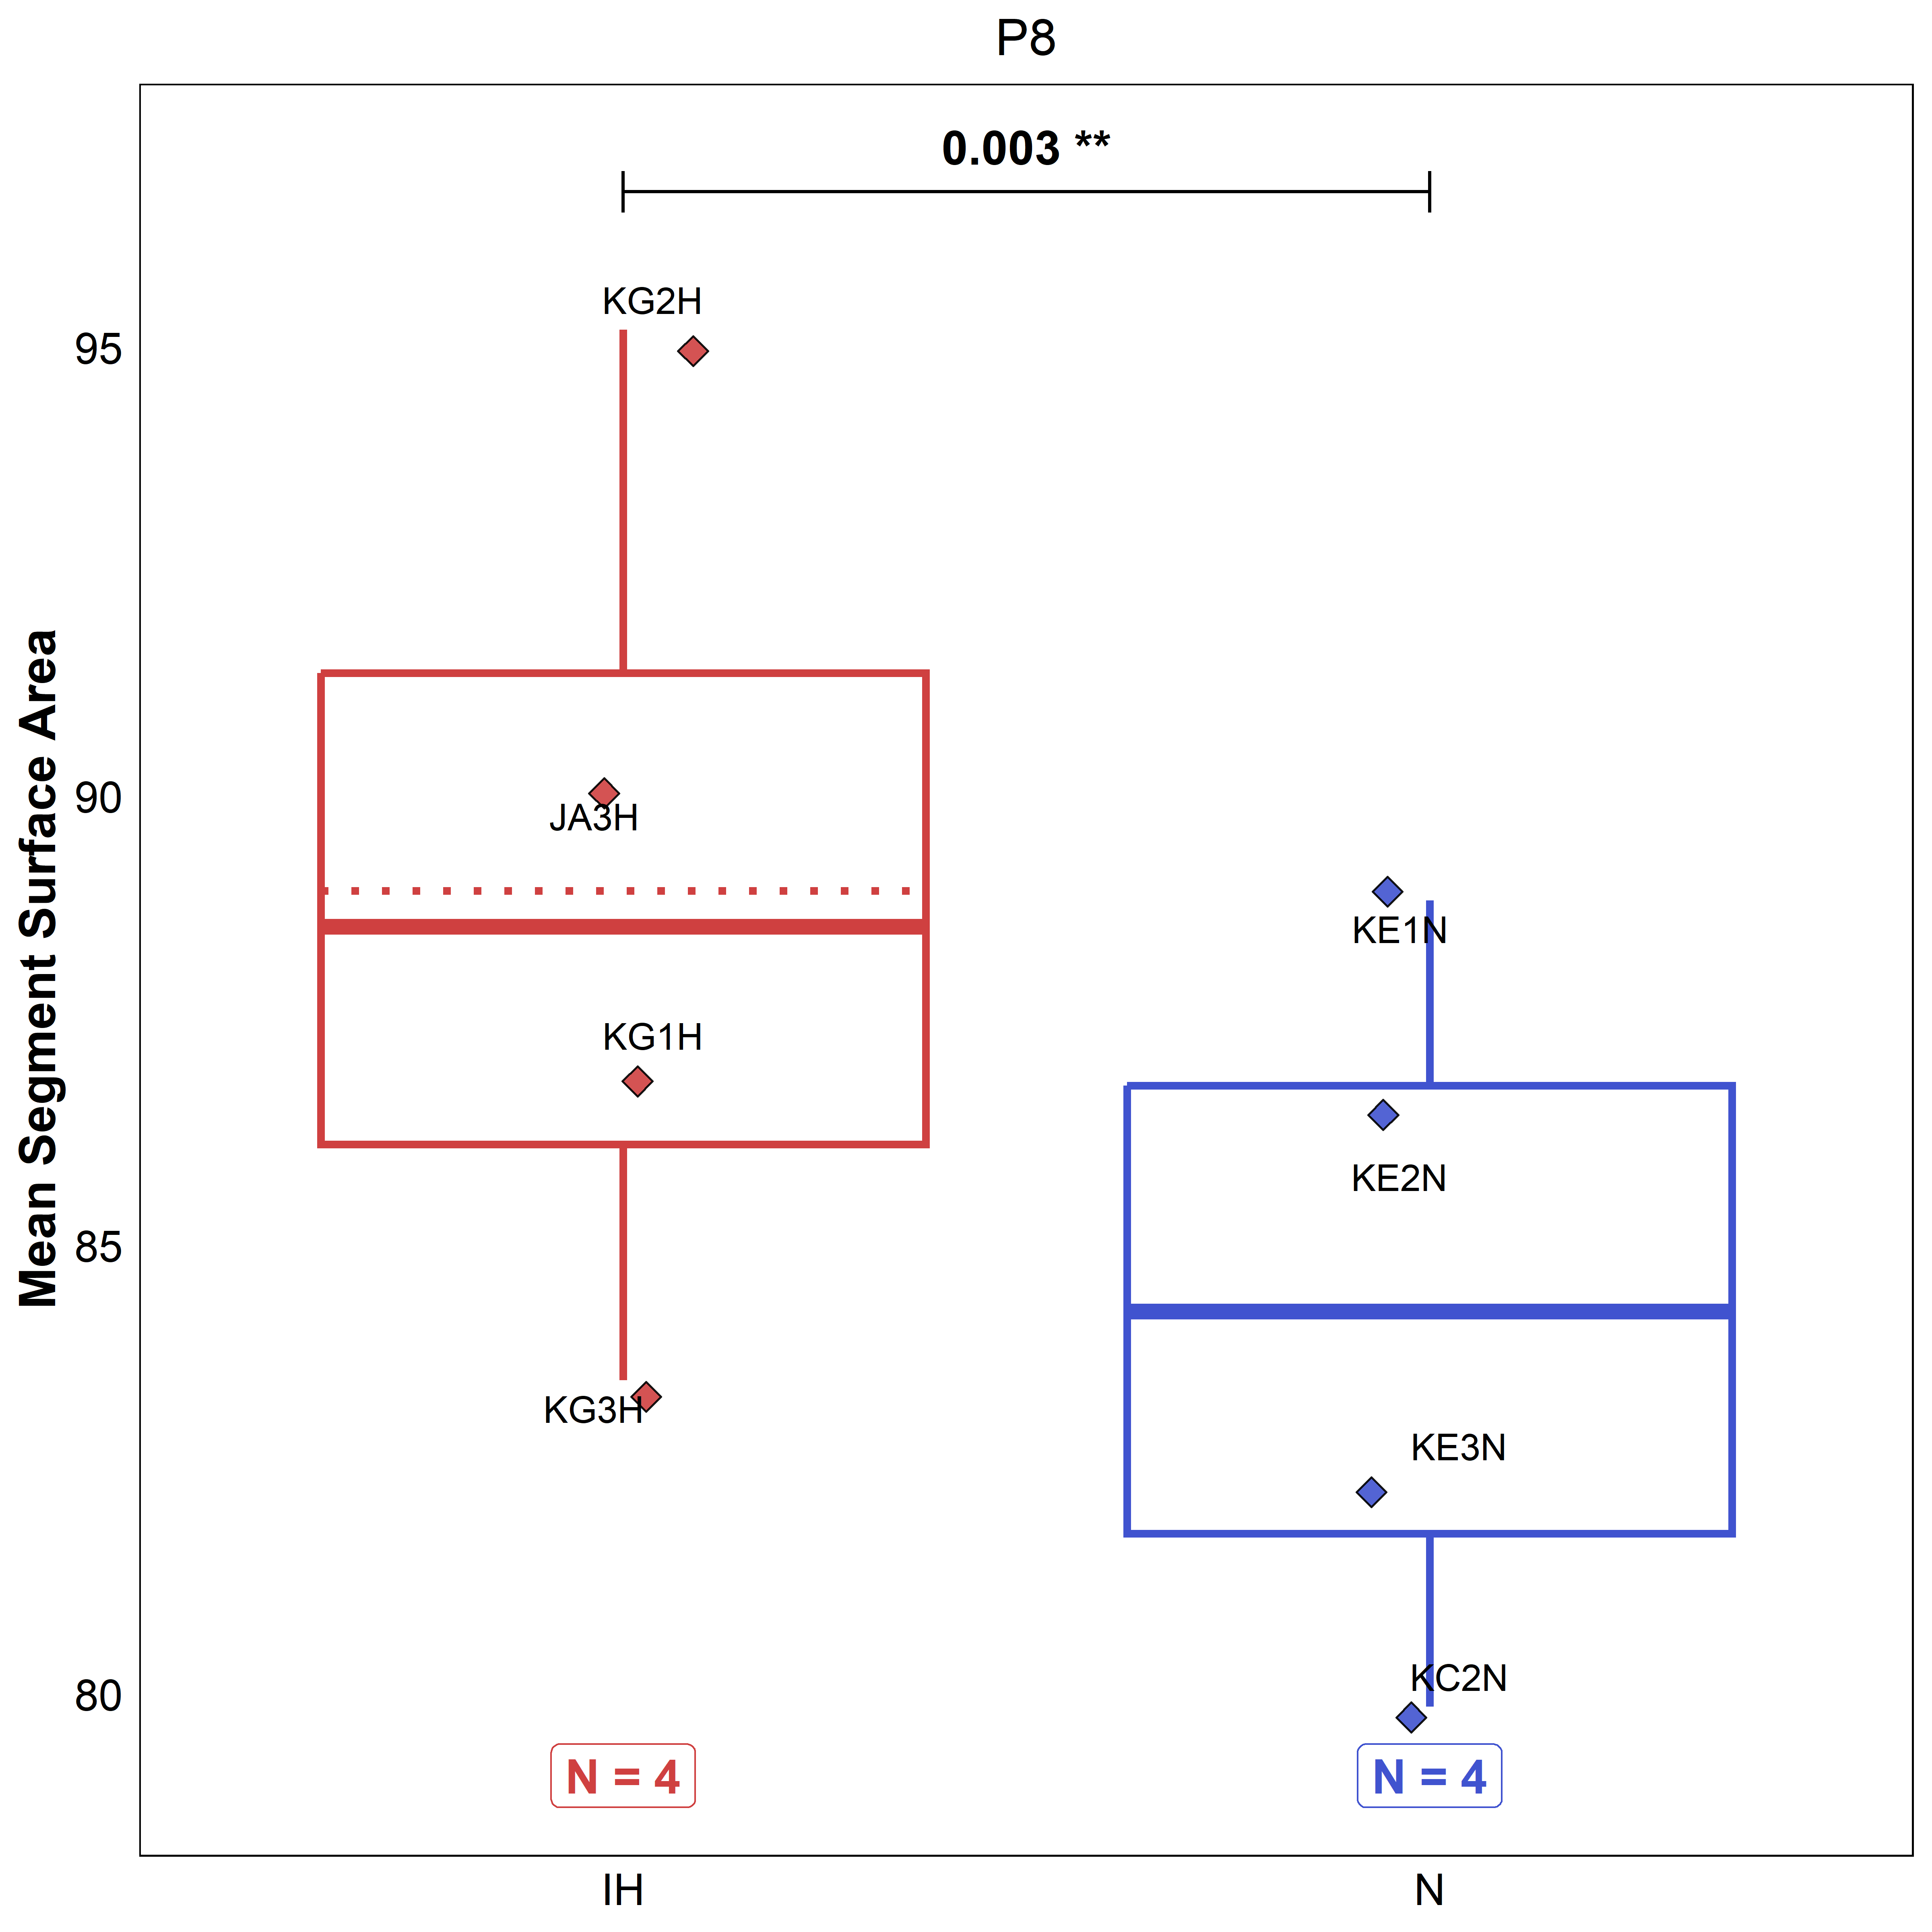 P8
0.003 **
KG2H
95
90
JA3H
KE1N
KG1H
KE2N
85
KG3H
KE3N
80
KC2N
N = 4
N = 4
IH
N
Mean Segment Surface Area